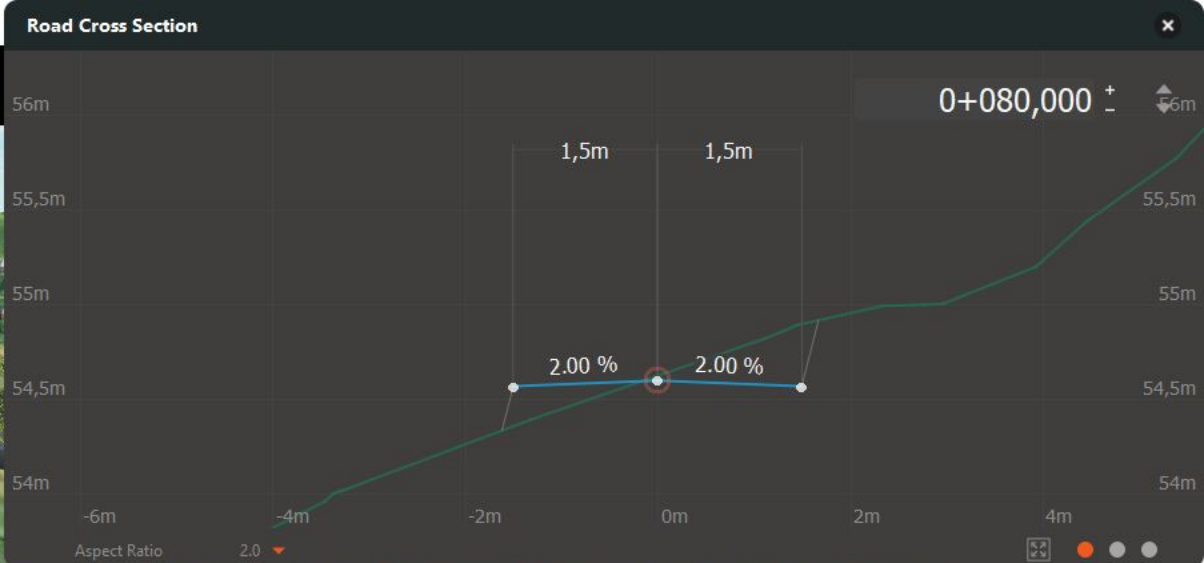 Road Cross Section
0+080,000 + −
56m 56m
1,5m 1,5m
55,5m 55,5m
55m 55m
2.00 % 2.00 %
54,5m 54,5m
54m 54m
-6m -4m -2m 0m 2m 4m
Aspect Ratio 2.0